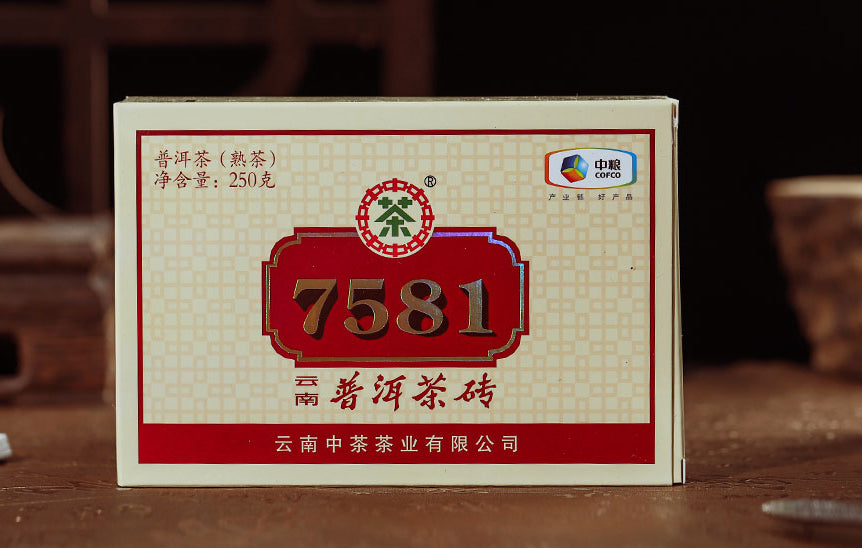 普洱茶（熟茶）
净含量：250克
中粮
COFCO
产业链 好产品
茶
®
7581
云南
普洱茶砖
云南中茶茶业有限公司